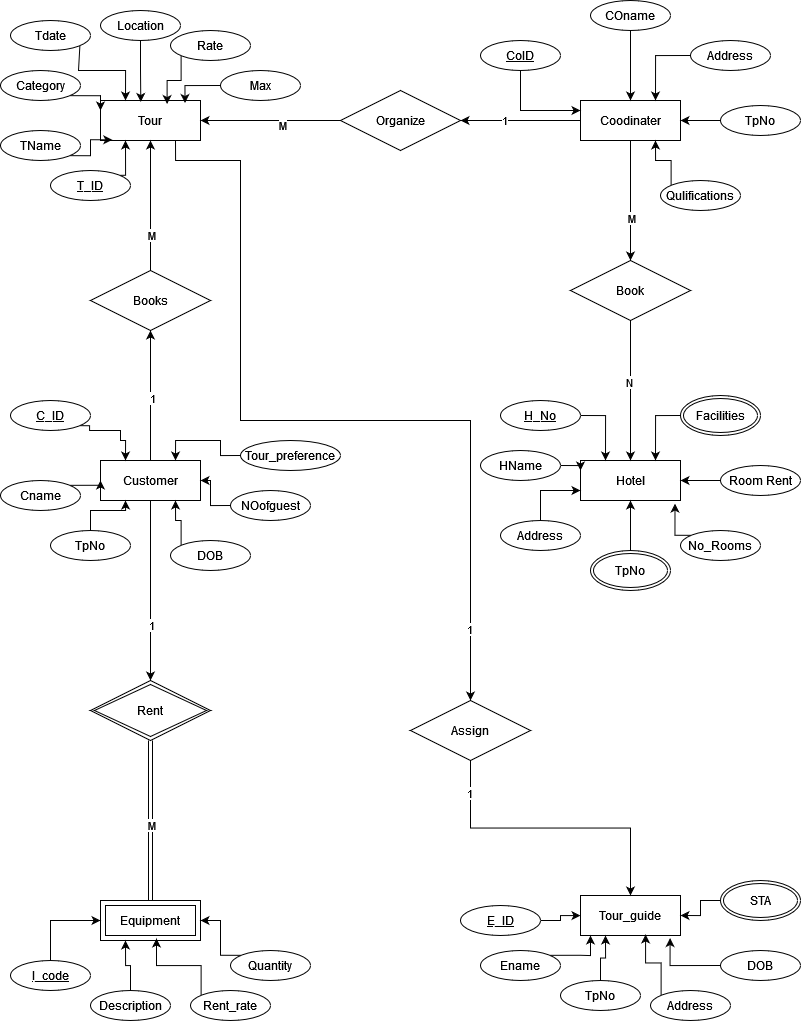 Location
COname
Tdate
Rate
CoID
Address
Category
Max
Tour
M
Organize
1
Coodinater
TpNo
TName
T_ID
Qulifications
M
M
Books
Book
1
N
C_ID
H_No
Facilities
Tour_preference
HName
Customer
Hotel
Room Rent
Cname
NOofguest
Address
TpNo
DOB
No_Rooms
TpNo
1
1
Rent
Assign
1
M
STA
Equipment
E_ID
Tour_guide
I_code
Quantity
Ename
DOB
Description
Rent_rate
TpNo
Address